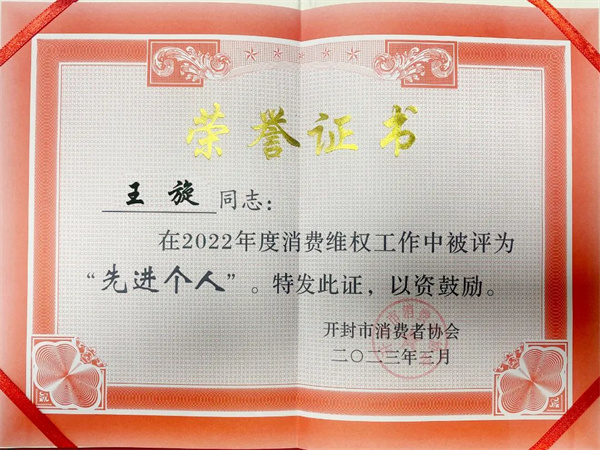 荣誉证书
王旋同志：
在2022年度消费维权工作中被评为
“先进个人”。特发此证，以资鼓励。
开封市消费者协会
二〇二三年三月